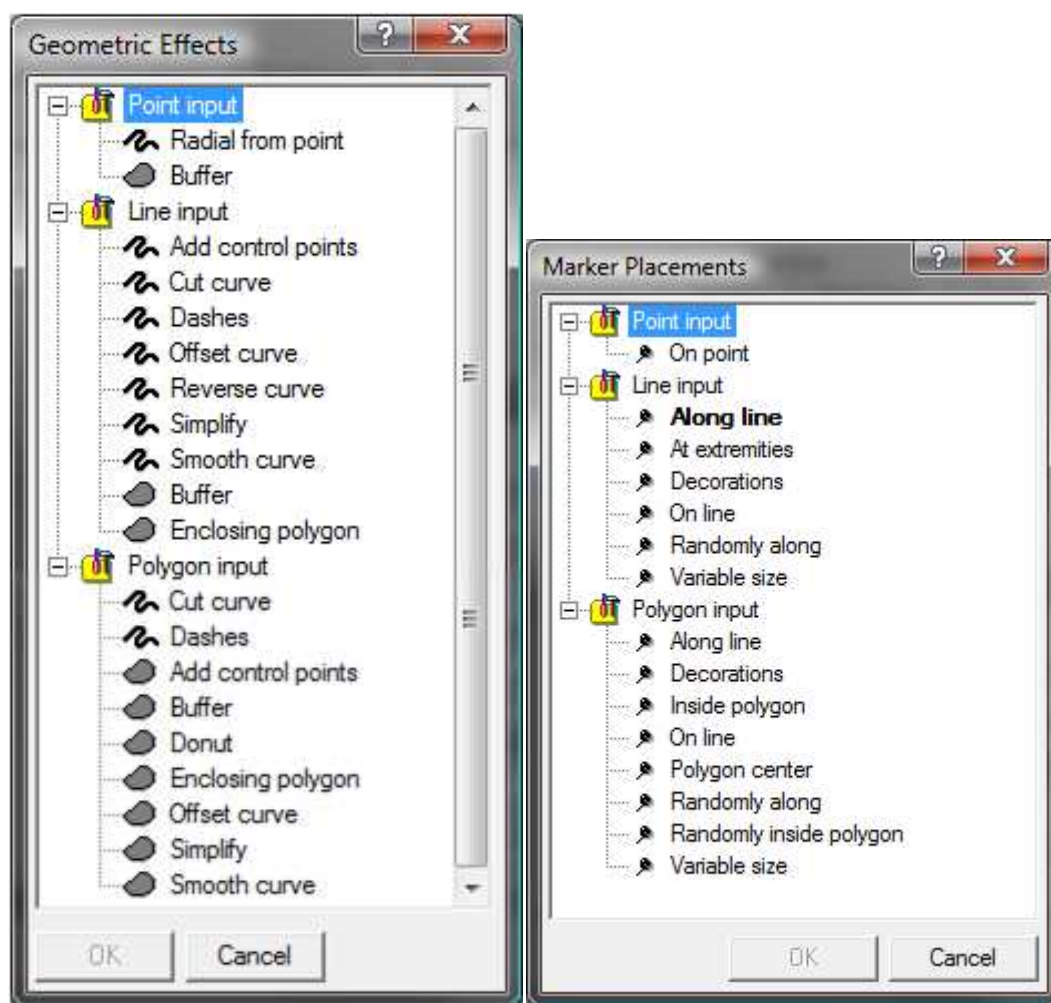 Geometric Effects
Point input
Radial from point
Buffer
Line input
Add control points
Cut curve
Dashes
Offset curve
Reverse curve
Simplify
Smooth curve
Buffer
Enclosing polygon
Polygon input
Cut curve
Dashes
Add control points
Buffer
Donut
Enclosing polygon
Offset curve
Simplify
Smooth curve
OK
Cancel
Marker Placements
Point input
On point
Line input
Along line
At extremities
Decorations
On line
Randomly along
Variable size
Polygon input
Along line
Decorations
Inside polygon
On line
Polygon center
Randomly along
Randomly inside polygon
Variable size
OK
Cancel